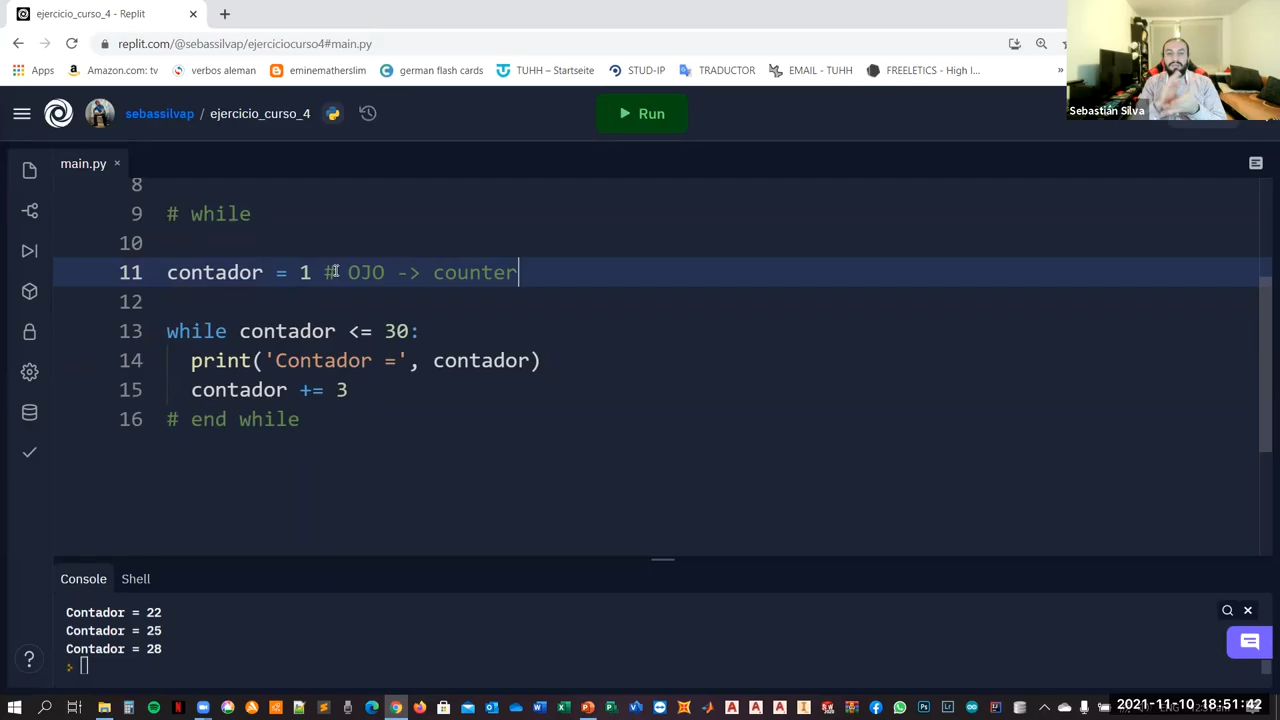 ejercicio_curso_4 - Replit
replit.com/@sebassilvap/ejerciciocurso4#main.py
Apps
Amazon.com: tv
verbos aleman
eminemathslim
german flash cards
TUHH – Startseite
STUD-IP
TRADUCTOR
EMAIL - TUHH
FREELETICS - High I...
»
Sebastián Silva
sebassilvap / ejercicio_curso_4
Run
main.py
8
9 # while
10
11 contador = 1 # OJO -> counter
12
13 while contador <= 30:
14 print('Contador =', contador)
15 contador += 3
16 # end while
Console
Shell
Contador = 22
Contador = 25
Contador = 28
2021-11-10 18:51:42